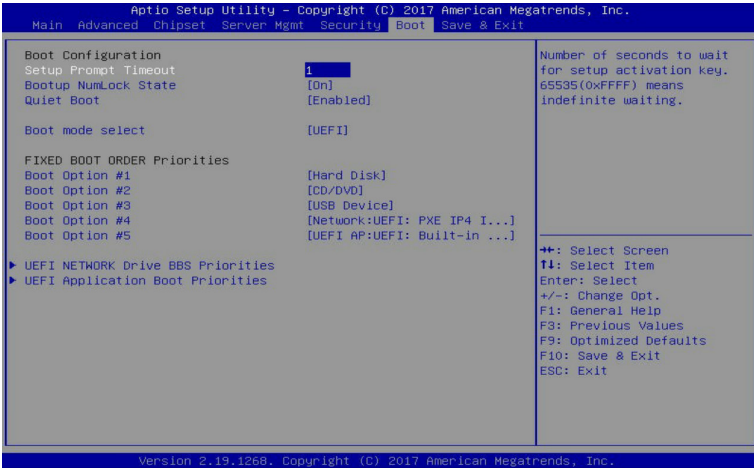 Aptio Setup Utility – Copyright (C) 2017 American Megatrends, Inc.
Main Advanced Chipset Server Mgmt Security Boot Save & Exit
Boot Configuration
Setup Prompt Timeout 1
Bootup NumLock State [On]
Quiet Boot [Enabled]
Boot mode select [UEFI]
FIXED BOOT ORDER Priorities
Boot Option #1 [Hard Disk]
Boot Option #2 [CD/DVD]
Boot Option #3 [USB Device]
Boot Option #4 [Network:UEFI: PXE IP4 I...]
Boot Option #5 [UEFI AP:UEFI: Built-in ...]
▶ UEFI NETWORK Drive BBS Priorities
▶ UEFI Application Boot Priorities
Number of seconds to wait
for setup activation key.
65535(0xFFFF) means
indefinite waiting.
→←: Select Screen
↑↓: Select Item
Enter: Select
+/-: Change Opt.
F1: General Help
F3: Previous Values
F9: Optimized Defaults
F10: Save & Exit
ESC: Exit
Version 2.19.1268. Copyright (C) 2017 American Megatrends, Inc.